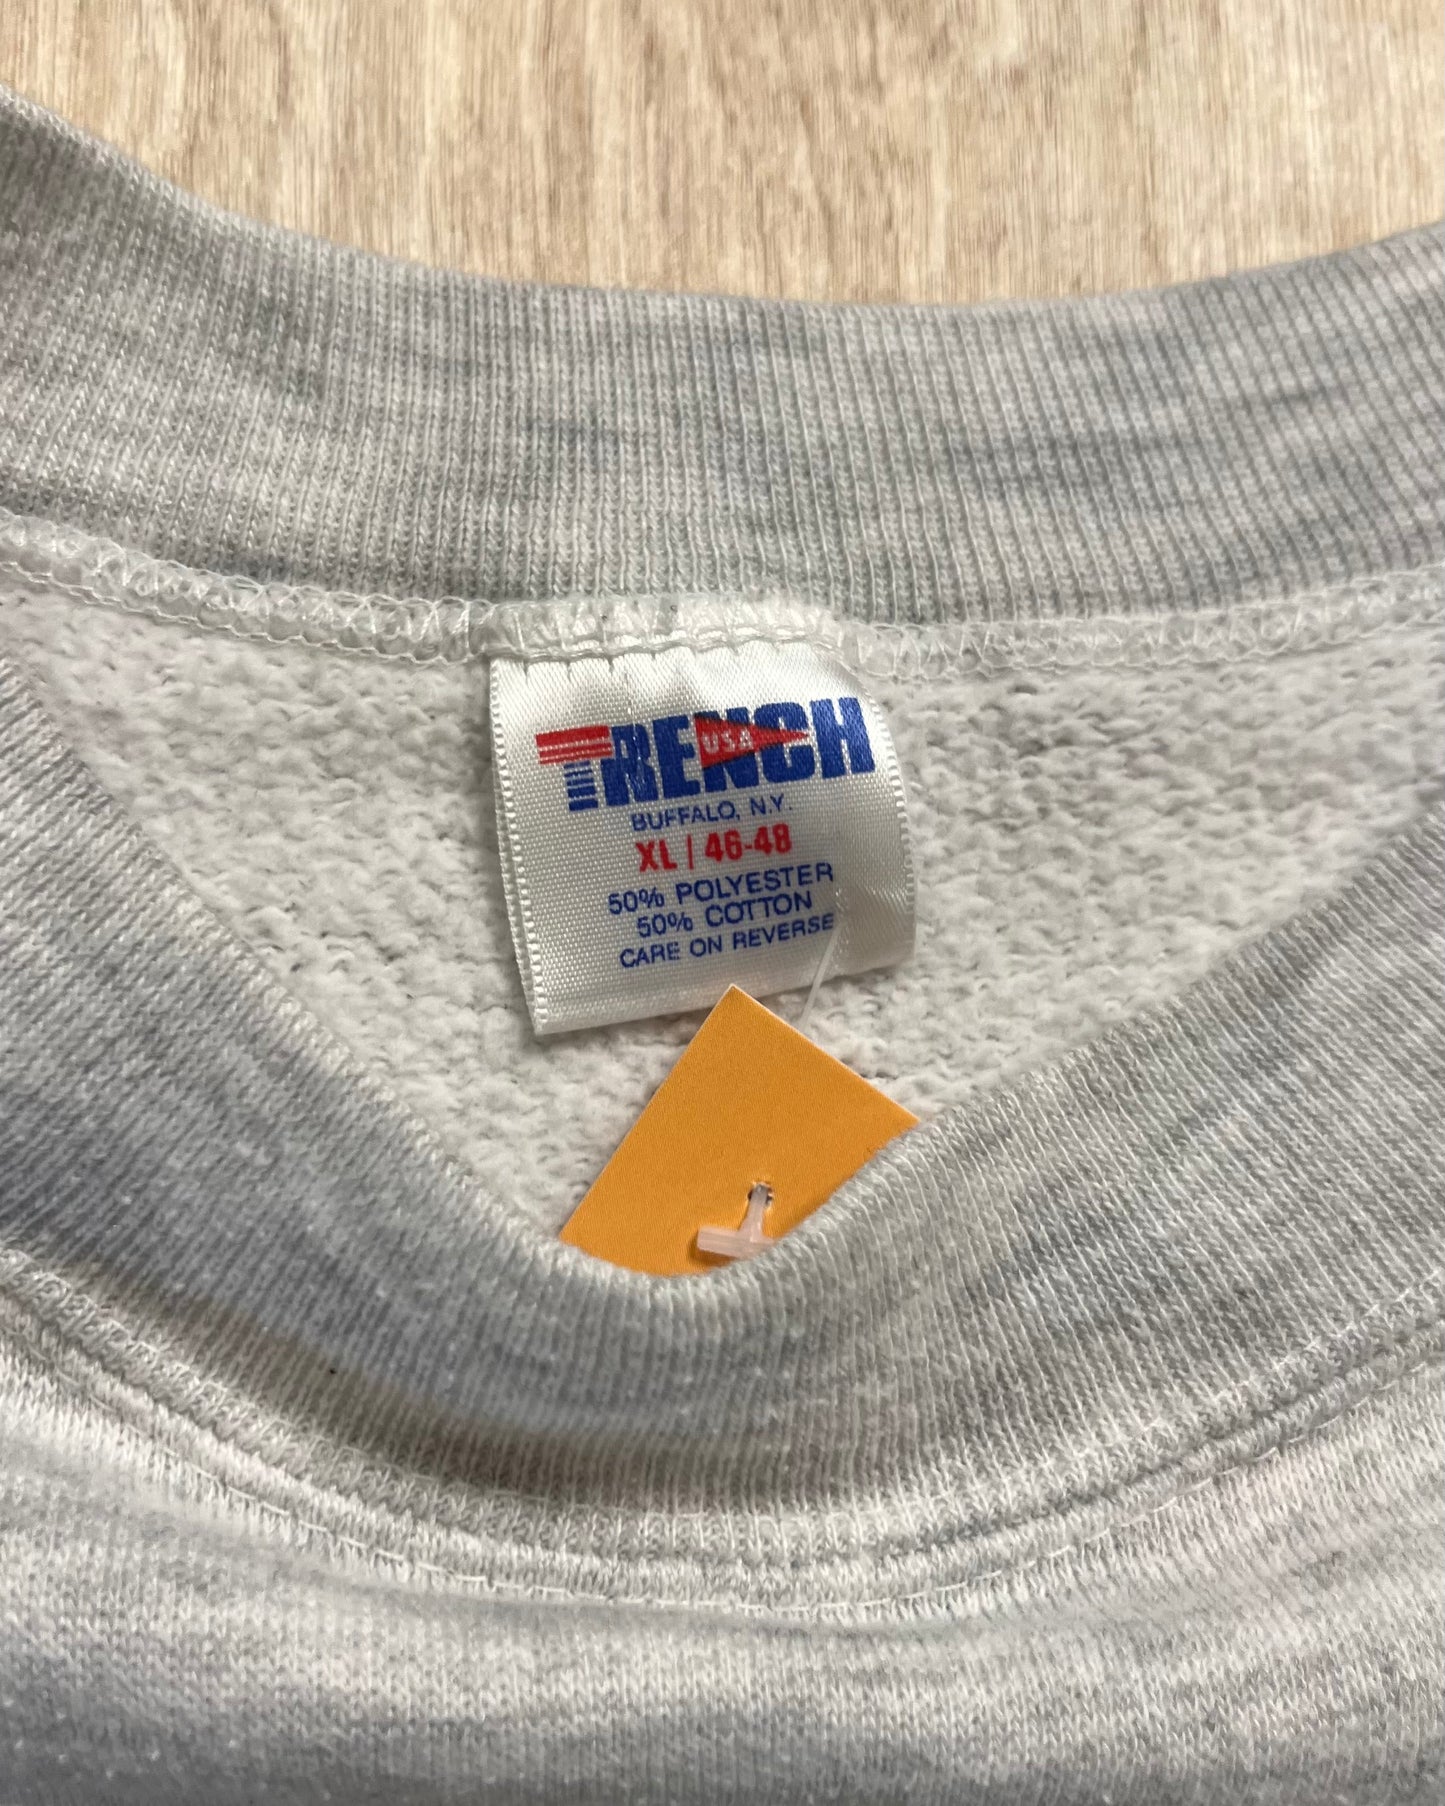 TRENCH
USA
BUFFALO, N.Y.
XL | 46-48
50% POLYESTER
50% COTTON
CARE ON REVERSE